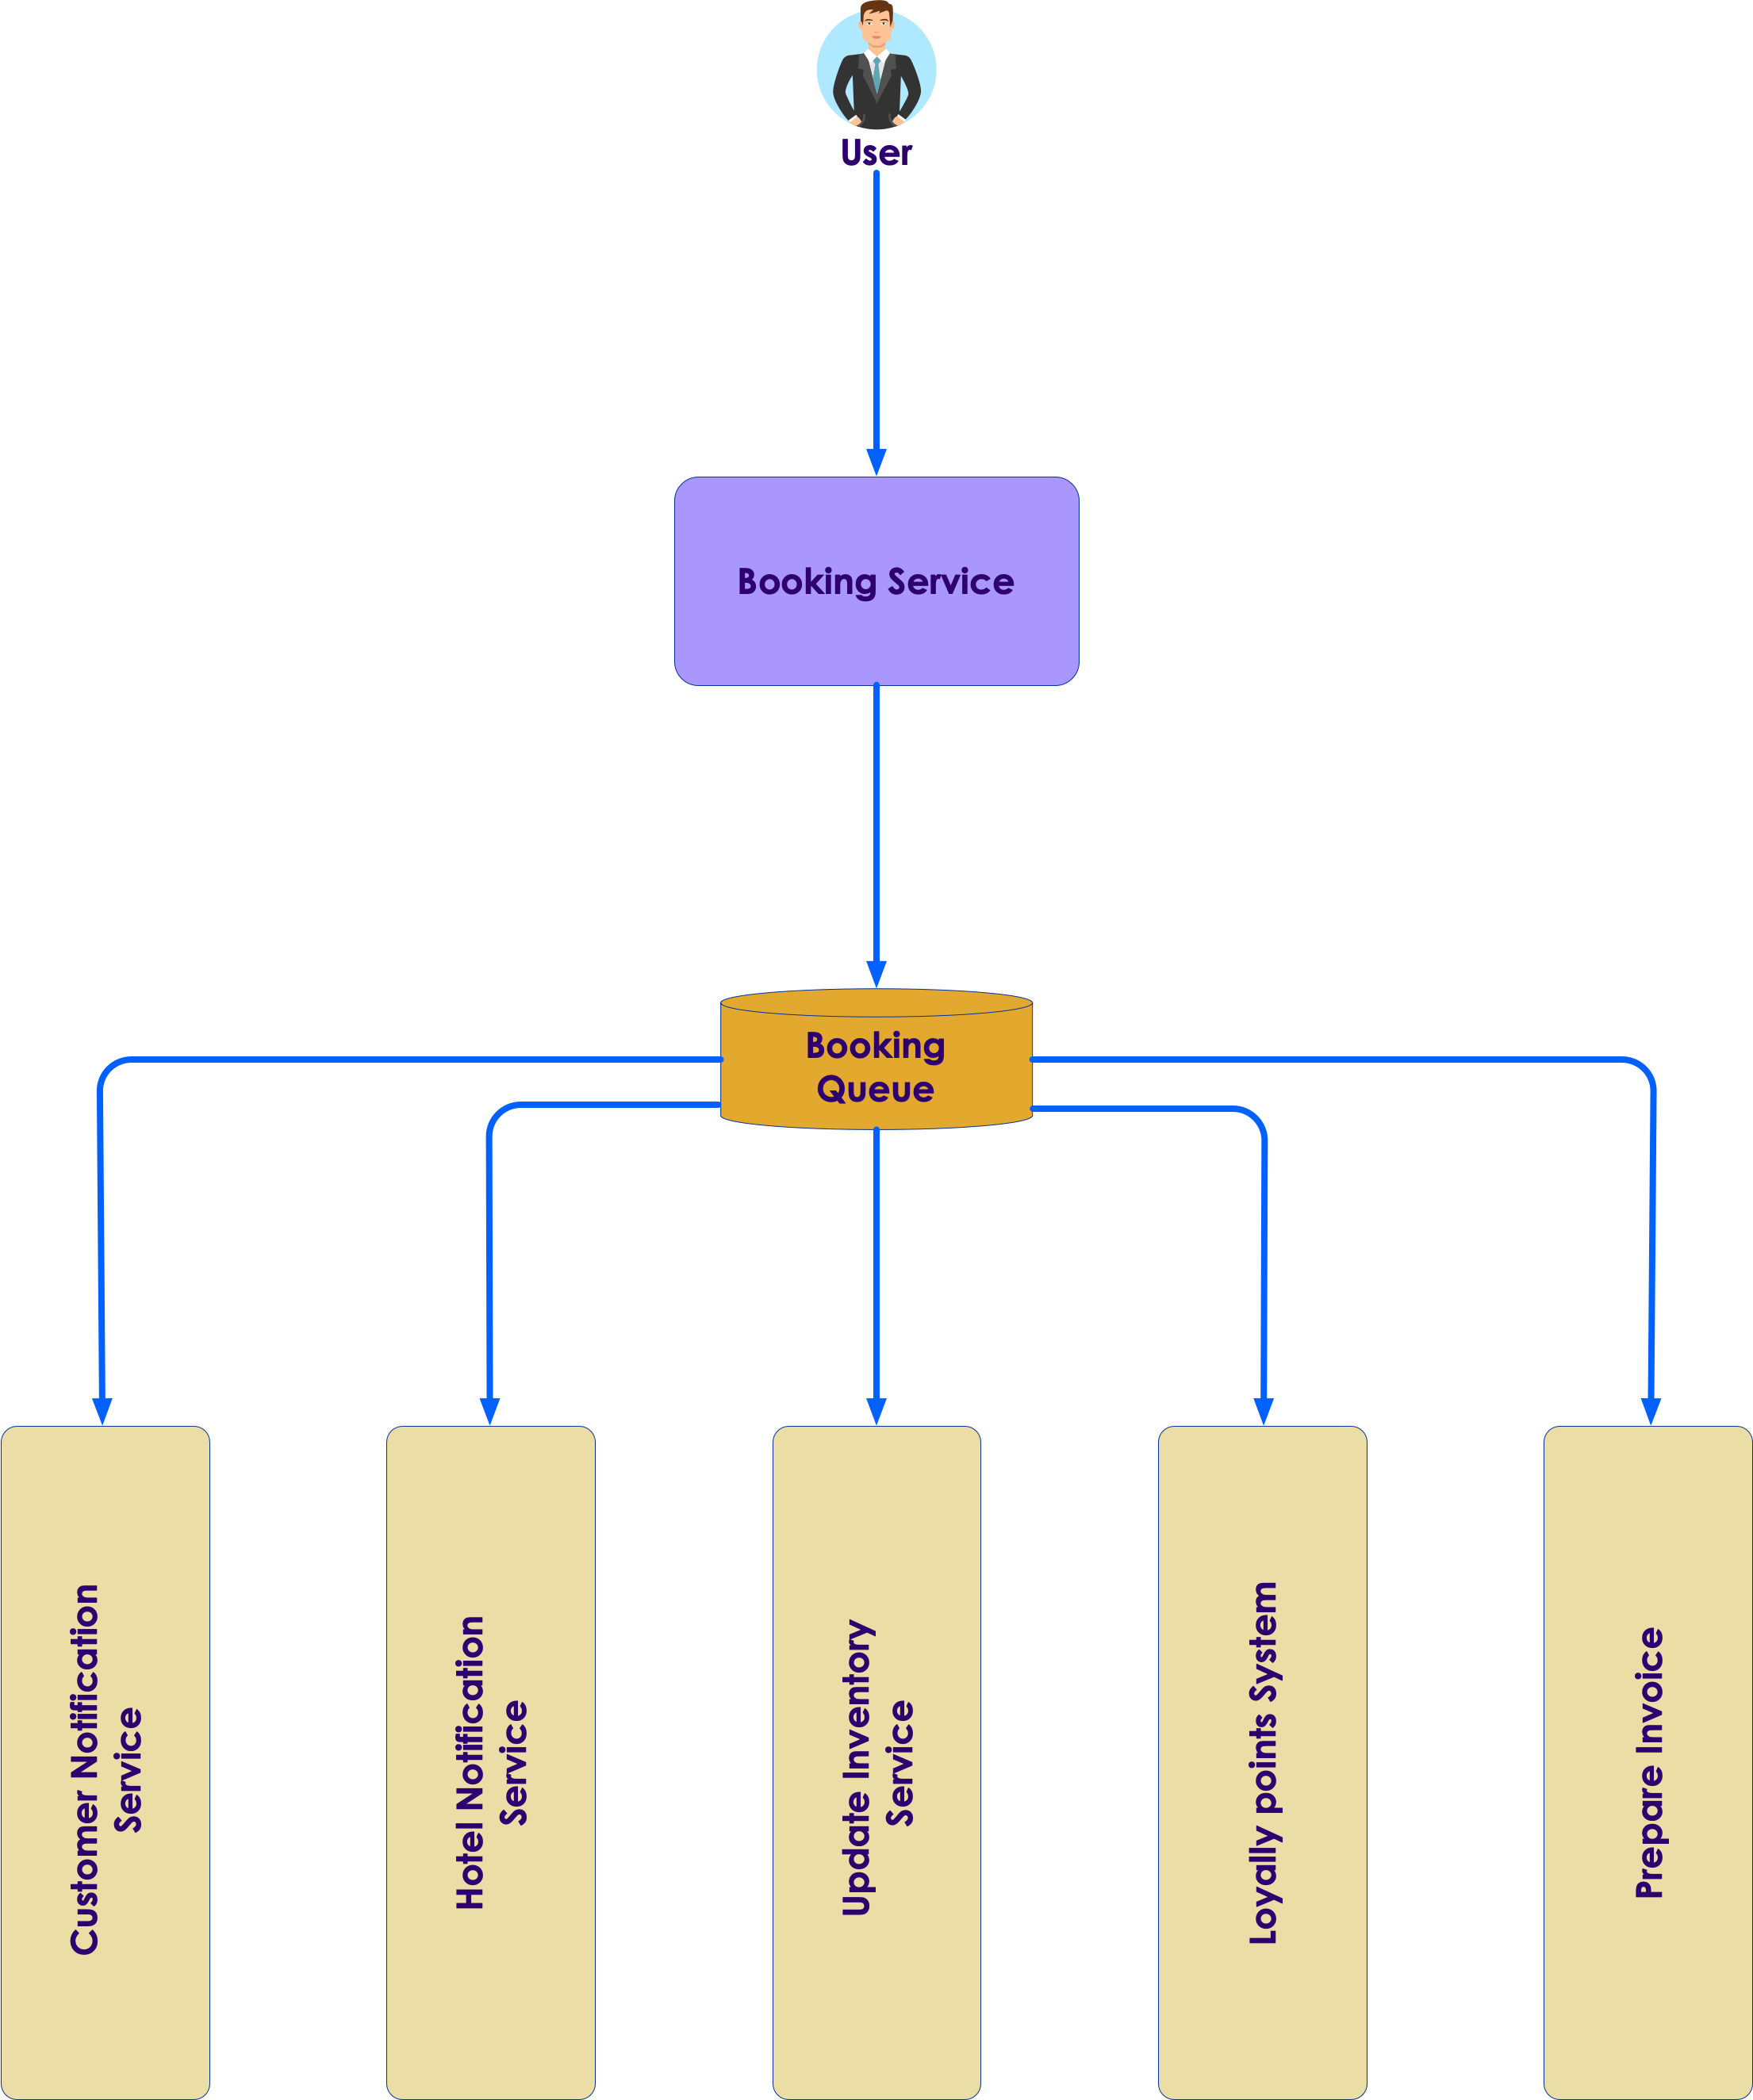 User
Booking Service
Booking
Queue
Customer Notification
Service
Hotel Notification
Service
Update Inventory
Service
Loyally points System
Prepare Invoice